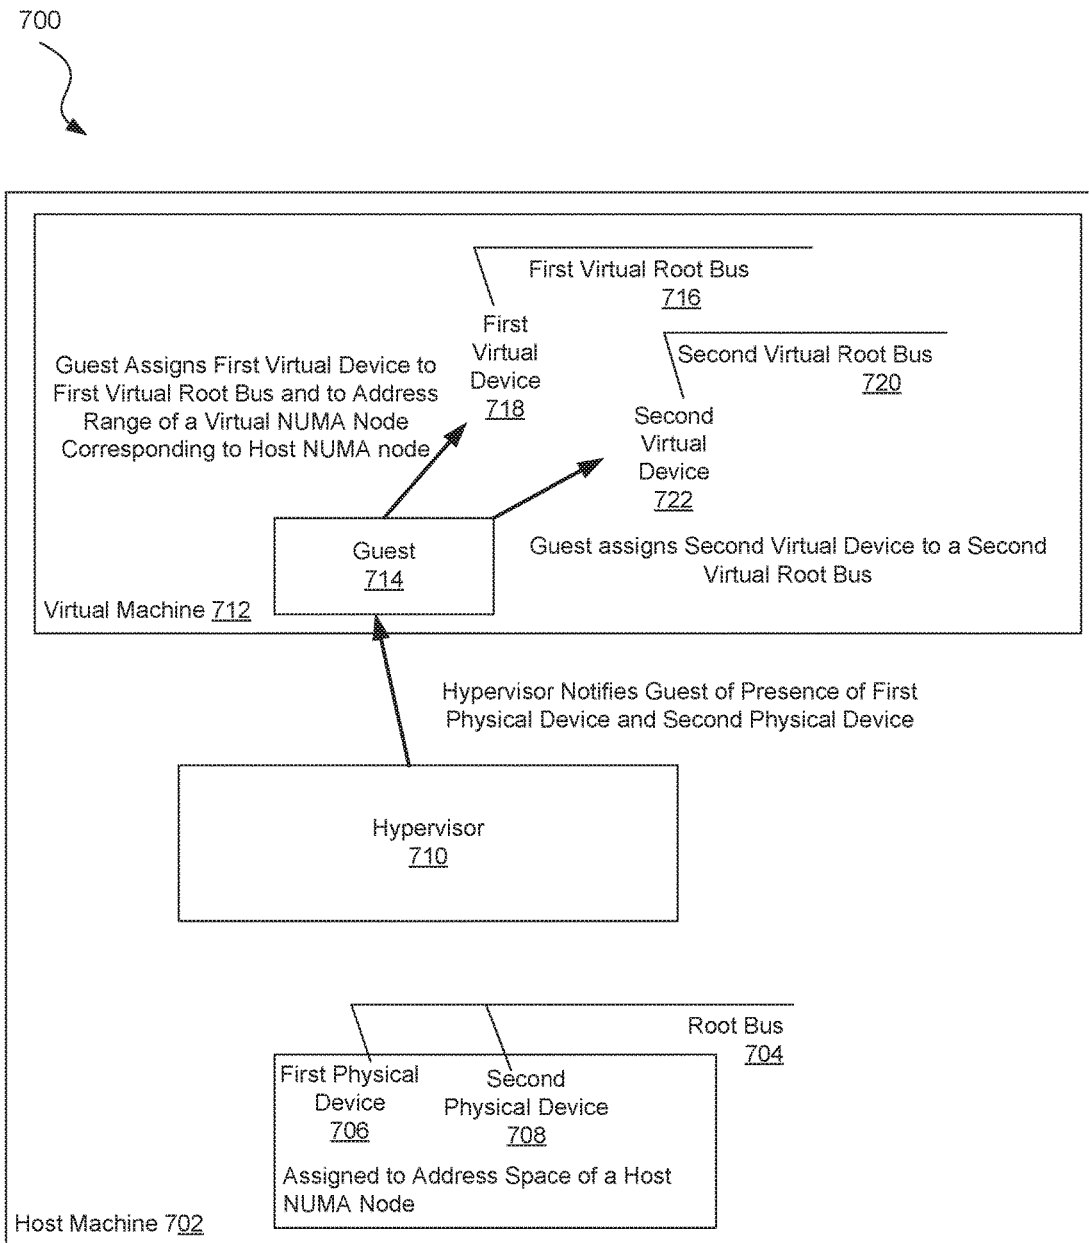 700
First Virtual Root Bus
716
First
Virtual
Device
718
Second Virtual Root Bus
720
Second
Virtual
Device
722
Guest Assigns First Virtual Device to
First Virtual Root Bus and to Address
Range of a Virtual NUMA Node
Corresponding to Host NUMA node
Guest
714
Guest assigns Second Virtual Device to a Second
Virtual Root Bus
Virtual Machine 712
Hypervisor Notifies Guest of Presence of First
Physical Device and Second Physical Device
Hypervisor
710
Root Bus
704
First Physical
Device
706
Second
Physical Device
708
Assigned to Address Space of a Host
NUMA Node
Host Machine 702